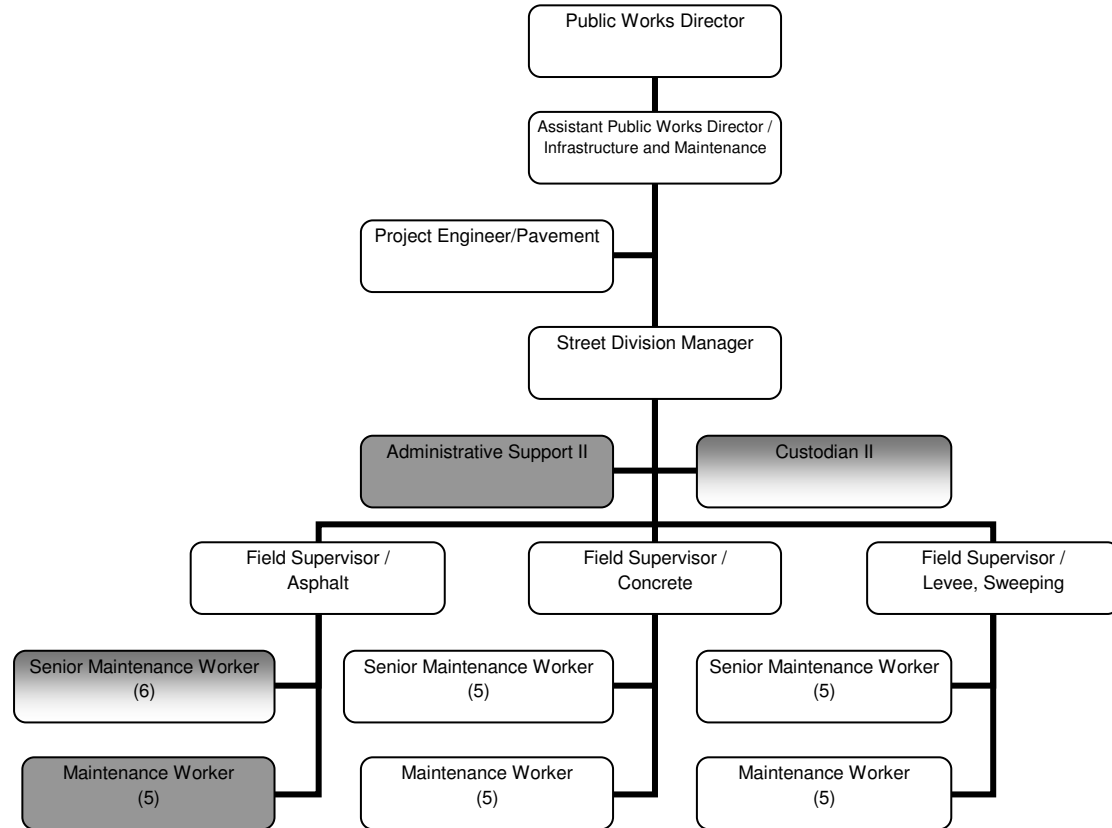 Public Works Director
Assistant Public Works Director /
Infrastructure and Maintenance
Project Engineer/Pavement
Street Division Manager
Administrative Support II
Custodian II
Field Supervisor /
Asphalt
Field Supervisor /
Concrete
Field Supervisor /
Levee, Sweeping
Senior Maintenance Worker
(6)
Senior Maintenance Worker
(5)
Senior Maintenance Worker
(5)
Maintenance Worker
(5)
Maintenance Worker
(5)
Maintenance Worker
(5)